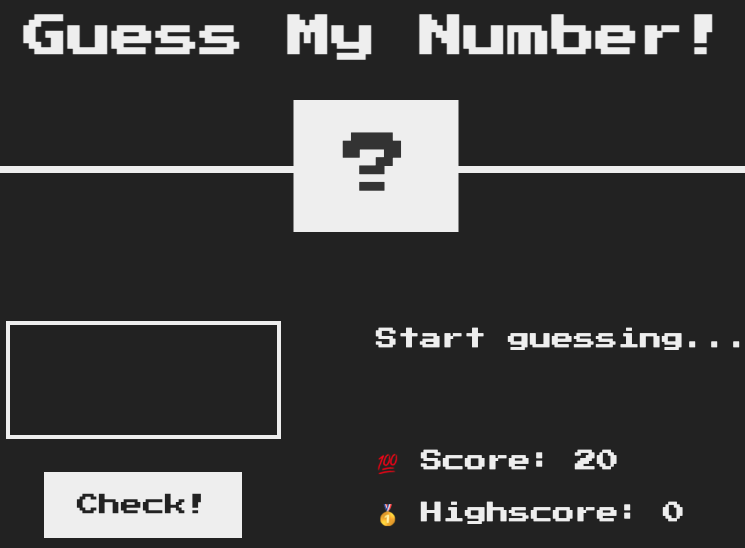 Guess My Number!
?
Start guessing...
Check!
💯 Score: 20
🥇 Highscore: 0